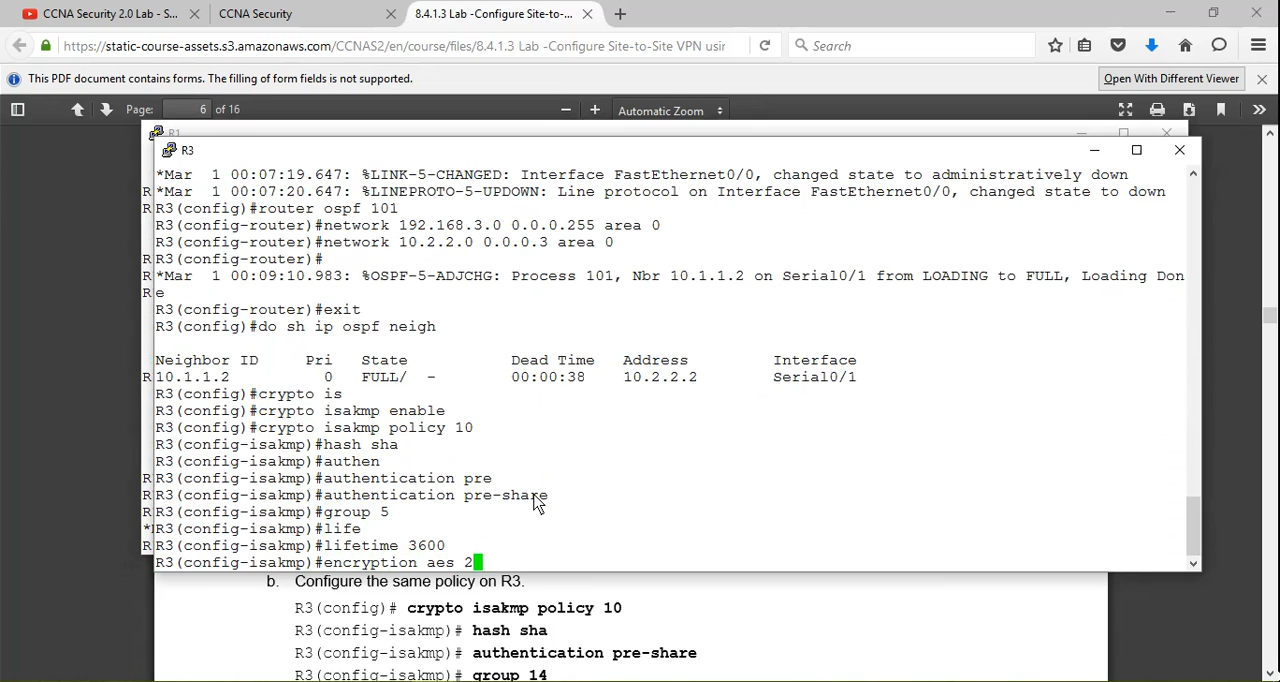 CCNA Security 2.0 Lab - S...
CCNA Security
8.4.1.3 Lab -Configure Site-to-...
https://static-course-assets.s3.amazonaws.com/CCNAS2/en/course/files/8.4.1.3 Lab -Configure Site-to-Site VPN usir
Search
This PDF document contains forms. The filling of form fields is not supported.
Open With Different Viewer
Page: 6 of 16
Automatic Zoom
R1
R3
*Mar  1 00:07:19.647: %LINK-5-CHANGED: Interface FastEthernet0/0, changed state to administratively down
R *Mar  1 00:07:20.647: %LINEPROTO-5-UPDOWN: Line protocol on Interface FastEthernet0/0, changed state to down
R R3(config)#router ospf 101
R3(config-router)#network 192.168.3.0 0.0.0.255 area 0
R3(config-router)#network 10.2.2.0 0.0.0.3 area 0
R R3(config-router)#
R *Mar  1 00:09:10.983: %OSPF-5-ADJCHG: Process 101, Nbr 10.1.1.2 on Serial0/1 from LOADING to FULL, Loading Don
R e
R3(config-router)#exit
R3(config)#do sh ip ospf neigh
Neighbor ID     Pri   State           Dead Time   Address         Interface
R 10.1.1.2          0   FULL/  -        00:00:38    10.2.2.2        Serial0/1
R3(config)#crypto is
R3(config)#crypto isakmp enable
R3(config)#crypto isakmp policy 10
R3(config-isakmp)#hash sha
R3(config-isakmp)#authen
R R3(config-isakmp)#authentication pre
R R3(config-isakmp)#authentication pre-share
R R3(config-isakmp)#group 5
* R3(config-isakmp)#life
R R3(config-isakmp)#lifetime 3600
R3(config-isakmp)#encryption aes 2
b. Configure the same policy on R3.
R3(config)# crypto isakmp policy 10
R3(config-isakmp)# hash sha
R3(config-isakmp)# authentication pre-share
R3(config-isakmp)# group 14